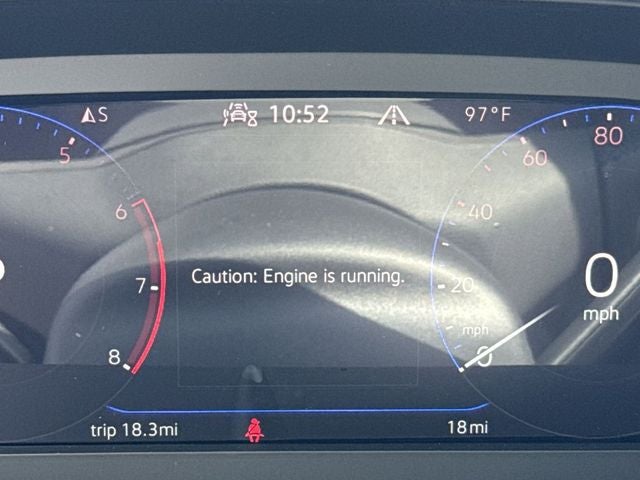 S 10:52 97°F
5 60 80
6 40
Caution: Engine is running.
7 20 0
mph mph
8 0
trip 18.3mi 18mi